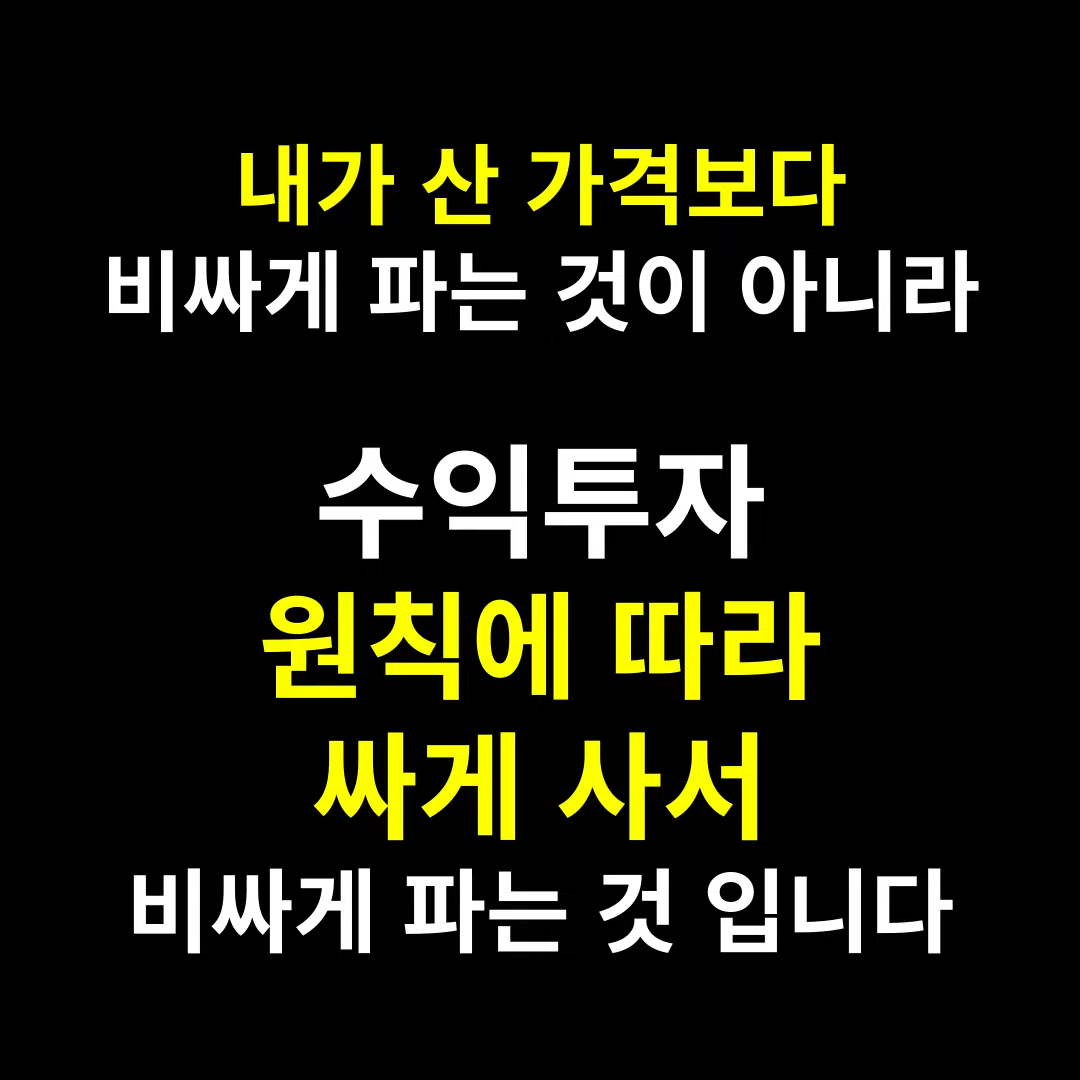 내가 산 가격보다
비싸게 파는 것이 아니라
수익투자
원칙에 따라
싸게 사서
비싸게 파는 것 입니다